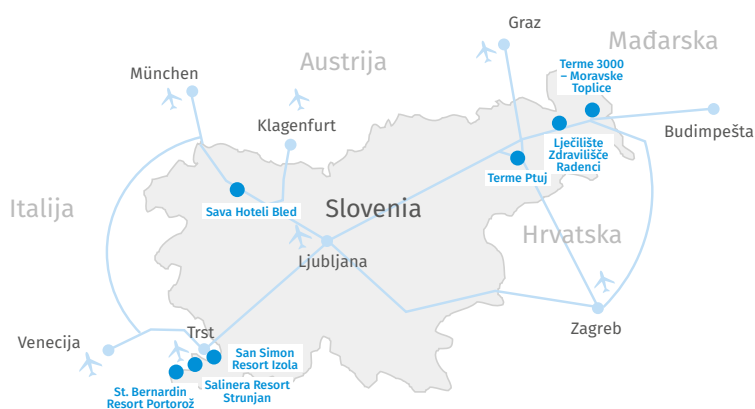 Graz
Mađarska
Austrija
München
Terme 3000
– Moravske
Toplice
Klagenfurt
Budimpešta
Lječilište
Zdravilišče
Radenci
Terme Ptuj
Italija
Sava Hoteli Bled
Slovenia
Hrvatska
Ljubljana
Venecija
Trst
Zagreb
San Simon
Resort Izola
St. Bernardin
Resort Portorož
Salinera Resort
Strunjan